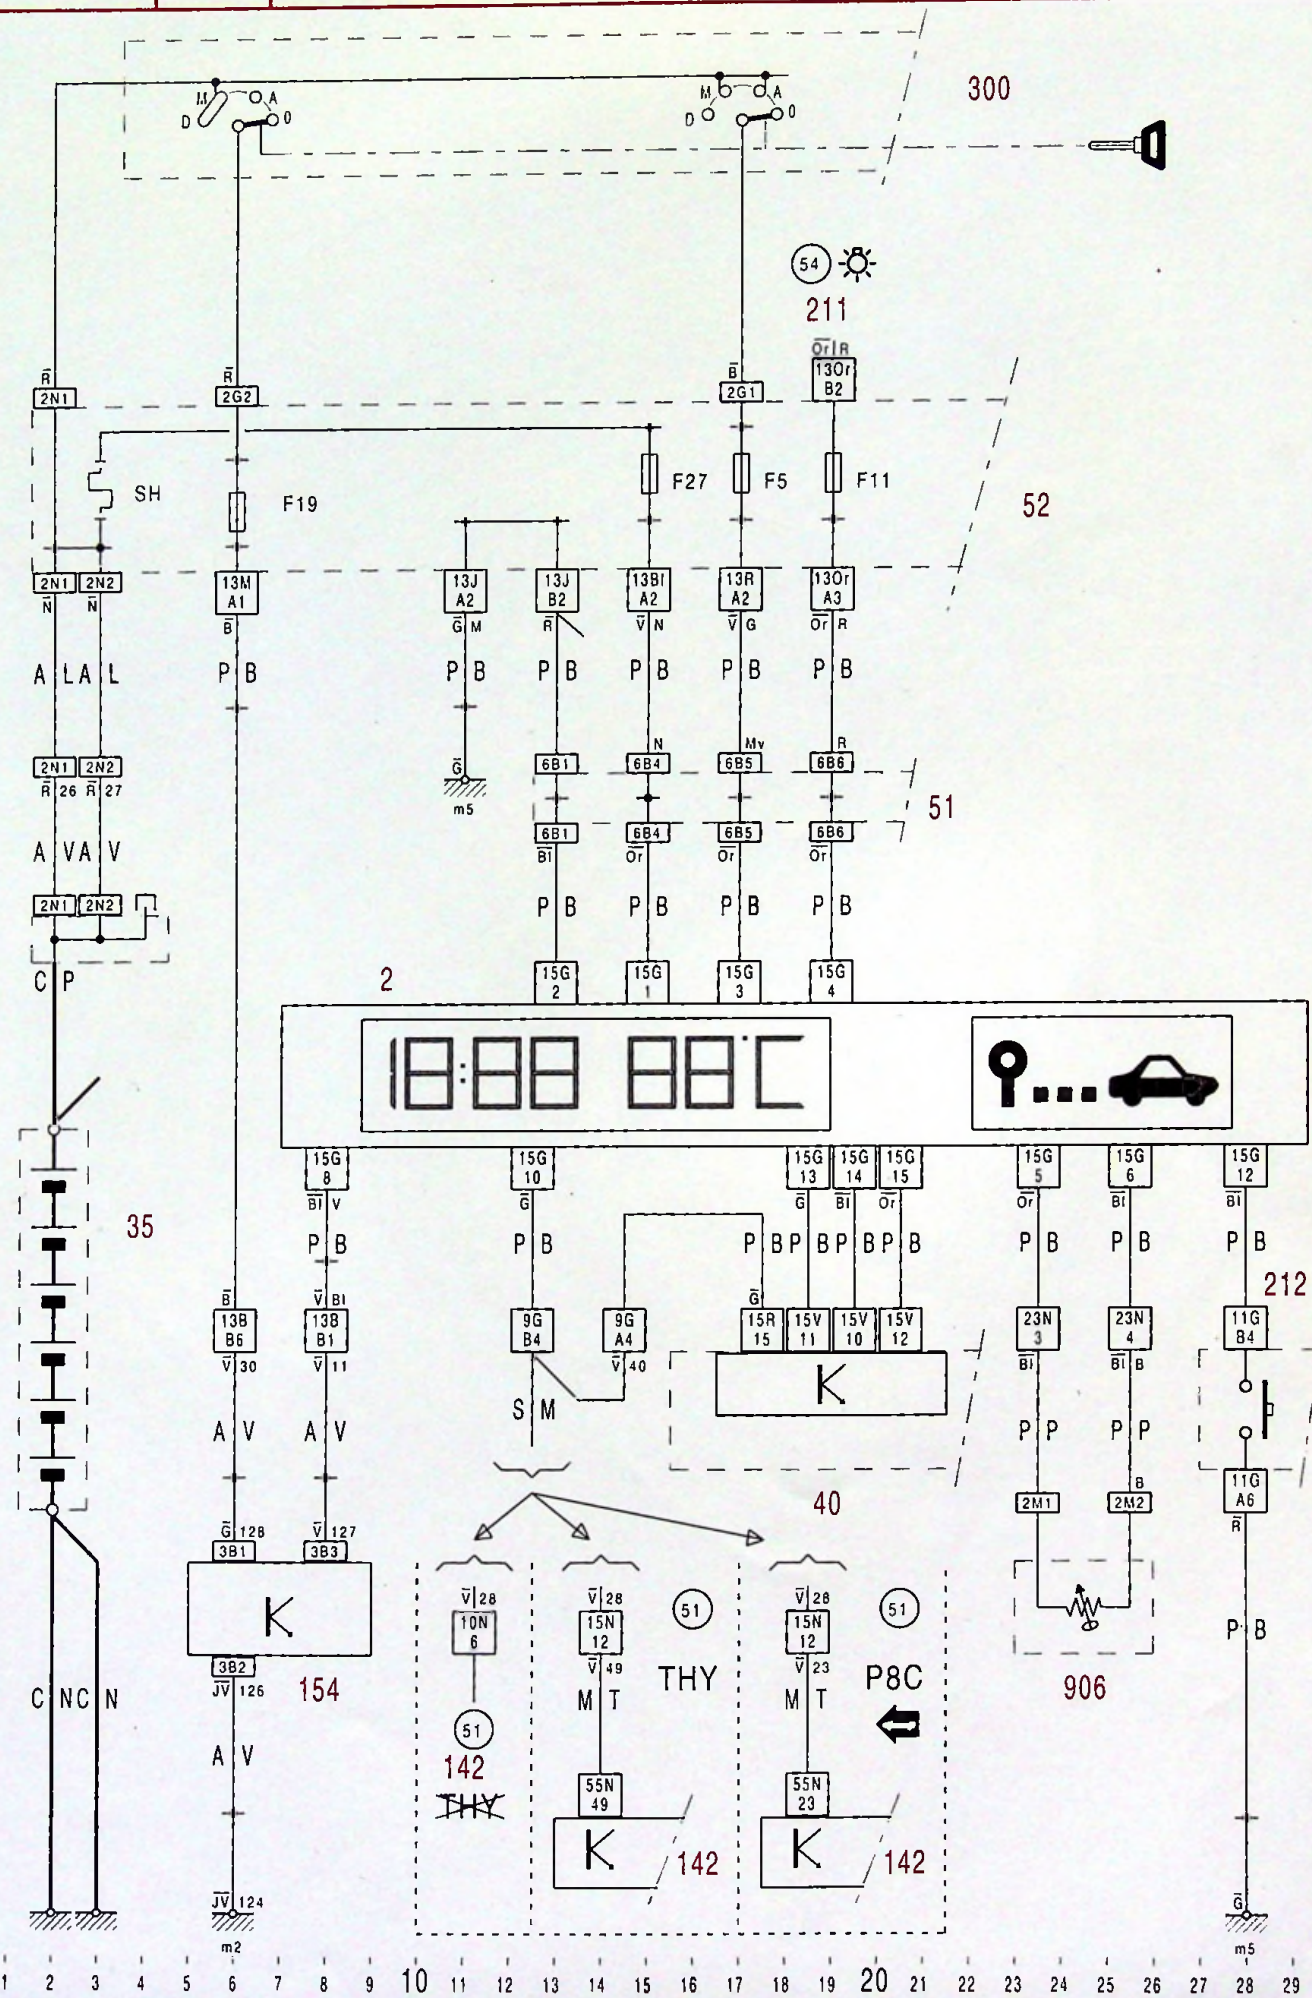 300
M A
D 0
M A
D 0
54
211
Or R
R̄ R̄ B̄ 13Or
2N1 2G2 2G1 B2
SH F19 F27 F5 F11
52
2N1 2N2 13M 13J 13J 13Bl 13R 13Or
A1 A2 B2 A2 A2 A3
N̄ N̄ B̄ Ḡ M R̄ V̄ N V̄ G Or R
A L A L P B P B P B P B P B P B
N Mv R
2N1 2N2 6B1 6B4 6B5 6B6
R̄ 26 R̄ 27 Ḡ
m5
51
6B1 6B4 6B5 6B6
Bl Or Or Or
A V A V
2N1 2N2 P B P B P B P B
C P
2
15G 15G 15G 15G
2 1 3 4
18:88 88°C
15G 15G 15G 15G 15G 15G 15G 15G
8 10 13 14 15 5 6 12
Bl V Ḡ Ḡ Bl Or Or Bl Bl
35
P B P B P B P B P B P B P B P B P B
212
B̄ V̄ Bl Ḡ
13B 13B 9G 9G 15R 15V 15V 15V 23N 23N 11G
B6 B1 B4 A4 15 11 10 12 3 4 B4
V̄ 30 V̄ 11 V̄ 40 Bl Bl B
K
A V A V S M P P P P
40
B
2M1 2M2 11G
A6
R̄
Ḡ 128 V̄ 127
3B1 3B3
K
3B2
JV 126
154
V̄ 28 V̄ 28 V̄ 28
10N 15N 15N
6 12 12
51 51
V̄ 49 V̄ 23
THY P8C
M T M T
906
P B
C N C N
51
142
THY
A V
55N 55N
49 23
K K
142 142
JV 124
m2
Ḡ
m5
1 2 3 4 5 6 7 8 9 10 11 12 13 14 15 16 17 18 19 20 21 22 23 24 25 26 27 28 29